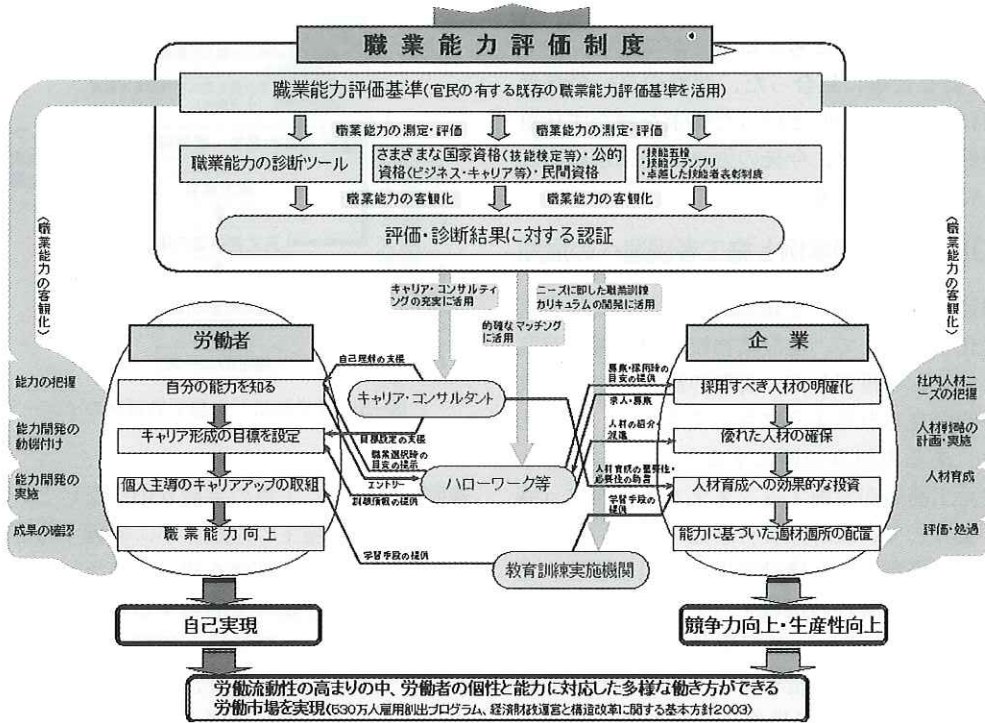 職業能力評価制度
職業能力評価基準(官民の有する既存の職業能力評価基準を活用)
職業能力の測定・評価
職業能力の測定・評価
職業能力の診断ツール
さまざまな国家資格(技能検定等)・公的
資格(ビジネス・キャリア等)・民間資格
・技能五輪
・技能グランプリ
・卓越した技能者表彰制度
職業能力の客観化
職業能力の客観化
評価・診断結果に対する認証
〈職業能力の客観化〉
〈職業能力の客観化〉
キャリア・コンサルティ
ングの充実に活用
ニーズに即した職業訓練
カリキュラムの開発に活用
的確なマッチング
に活用
労働者
企業
能力の把握
能力開発の
動機付け
能力開発の
実施
成果の確認
自分の能力を知る
キャリア形成の目標を設定
個人主導のキャリアアップの取組
職業能力向上
自己理解の支援
キャリア・コンサルタント
目標設定の支援
職業選択時の
目安の提示
エントリー
訓練情報の提供
ハローワーク等
学習手段の提供
教育訓練実施機関
募集・採用時の
目安の提供
求人・募集
人材の紹介・
派遣
人材育成の重要性・
必要性の助言
学習手段の
提供
採用すべき人材の明確化
優れた人材の確保
人材育成への効果的な投資
能力に基づいた適材適所の配置
社内人材ニ
ーズの把握
人材戦略の
計画・実施
人材育成
評価・処遇
自己実現
競争力向上・生産性向上
労働流動性の高まりの中、労働者の個性と能力に対応した多様な働き方ができる
労働市場を実現(530万人雇用創出プログラム、経済財政運営と構造改革に関する基本方針2003)